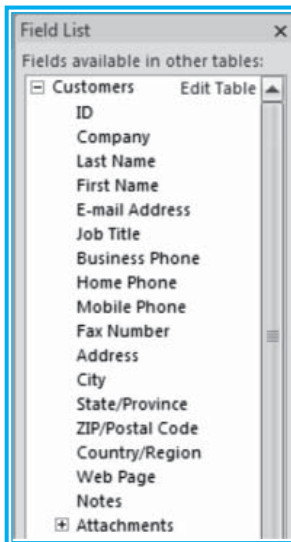 Field List
Fields available in other tables:
Customers Edit Table
ID
Company
Last Name
First Name
E-mail Address
Job Title
Business Phone
Home Phone
Mobile Phone
Fax Number
Address
City
State/Province
ZIP/Postal Code
Country/Region
Web Page
Notes
Attachments